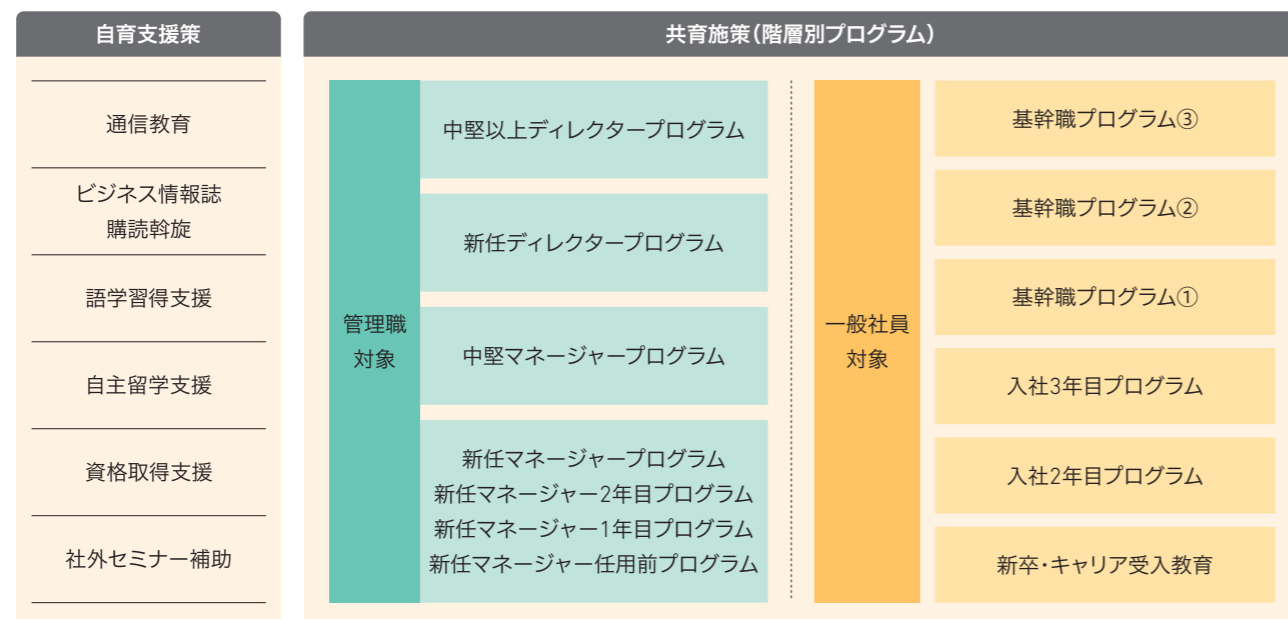 自育支援策
通信教育
ビジネス情報誌
購読斡旋
語学習得支援
自主留学支援
資格取得支援
社外セミナー補助
共育施策（階層別プログラム）
管理職
対象
中堅以上ディレクタープログラム
新任ディレクタープログラム
中堅マネージャープログラム
新任マネージャープログラム
新任マネージャー2年目プログラム
新任マネージャー1年目プログラム
新任マネージャー任用前プログラム
一般社員
対象
基幹職プログラム③
基幹職プログラム②
基幹職プログラム①
入社3年目プログラム
入社2年目プログラム
新卒・キャリア受入教育